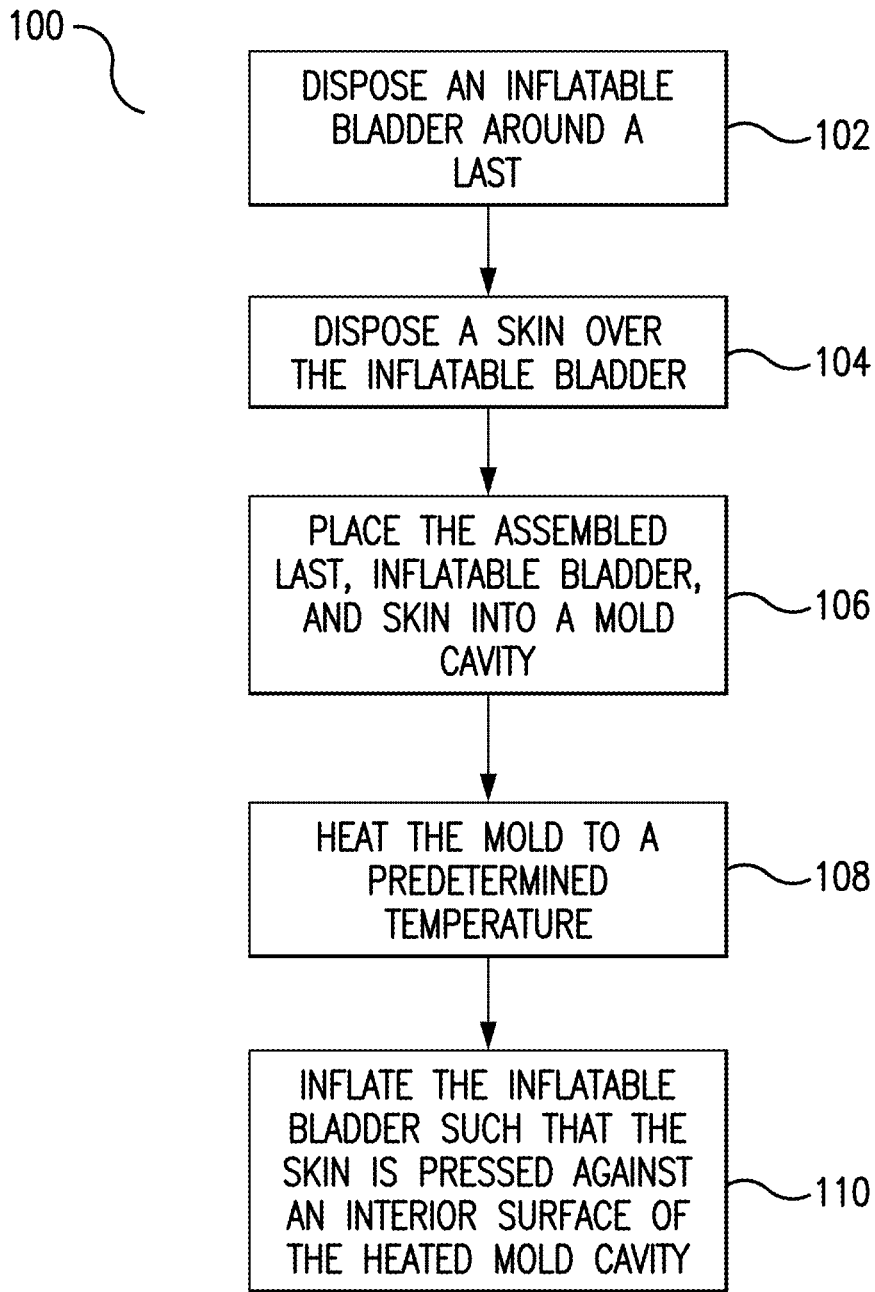 100
DISPOSE AN INFLATABLE
BLADDER AROUND A
LAST
102
DISPOSE A SKIN OVER
THE INFLATABLE BLADDER
104
PLACE THE ASSEMBLED
LAST, INFLATABLE BLADDER,
AND SKIN INTO A MOLD
CAVITY
106
HEAT THE MOLD TO A
PREDETERMINED
TEMPERATURE
108
INFLATE THE INFLATABLE
BLADDER SUCH THAT THE
SKIN IS PRESSED AGAINST
AN INTERIOR SURFACE OF
THE HEATED MOLD CAVITY
110